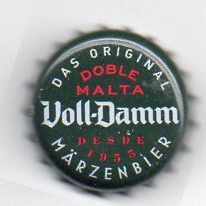 DAS ORIGINAL
DOBLE
MALTA
Voll-Damm
DESDE
1955
MÄRZENBIER